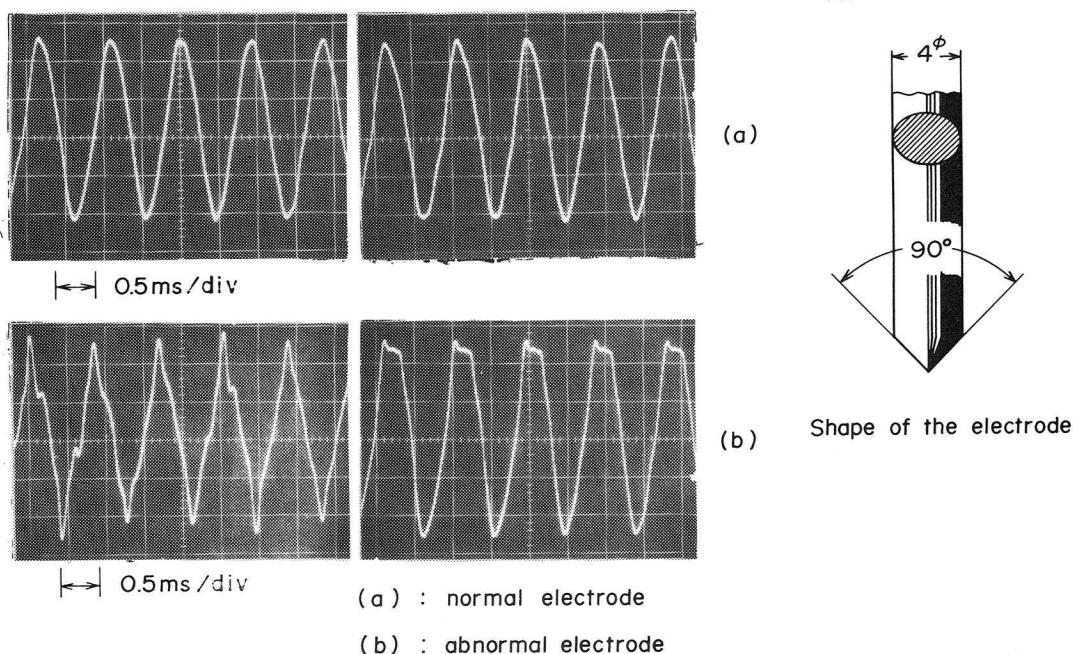 4ϕ
(a)
90°
0.5ms/div
(b)
Shape of the electrode
0.5ms/div
(a) : normal electrode
(b) : abnormal electrode